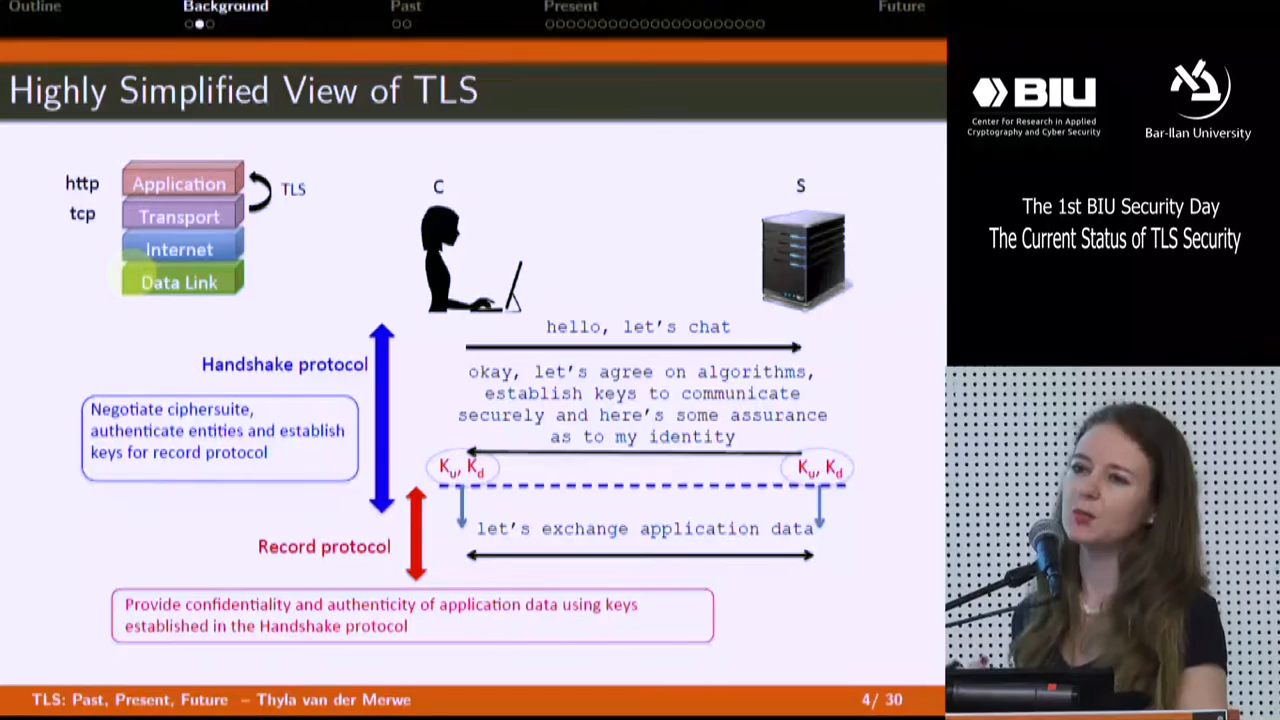 Outline
Background
Past
Present
Future
Highly Simplified View of TLS
http
tcp
Application
Transport
Internet
Data Link
TLS
C
S
hello, let's chat
Handshake protocol
okay, let's agree on algorithms,
establish keys to communicate
securely and here's some assurance
as to my identity
Negotiate ciphersuite,
authenticate entities and establish
keys for record protocol
Ku, Kd
Ku, Kd
let's exchange application data
Record protocol
Provide confidentiality and authenticity of application data using keys
established in the Handshake protocol
TLS: Past, Present, Future – Thyla van der Merwe
4/ 30
BIU
Center for Research in Applied
Cryptography and Cyber Security
Bar-Ilan University
The 1st BIU Security Day
The Current Status of TLS Security